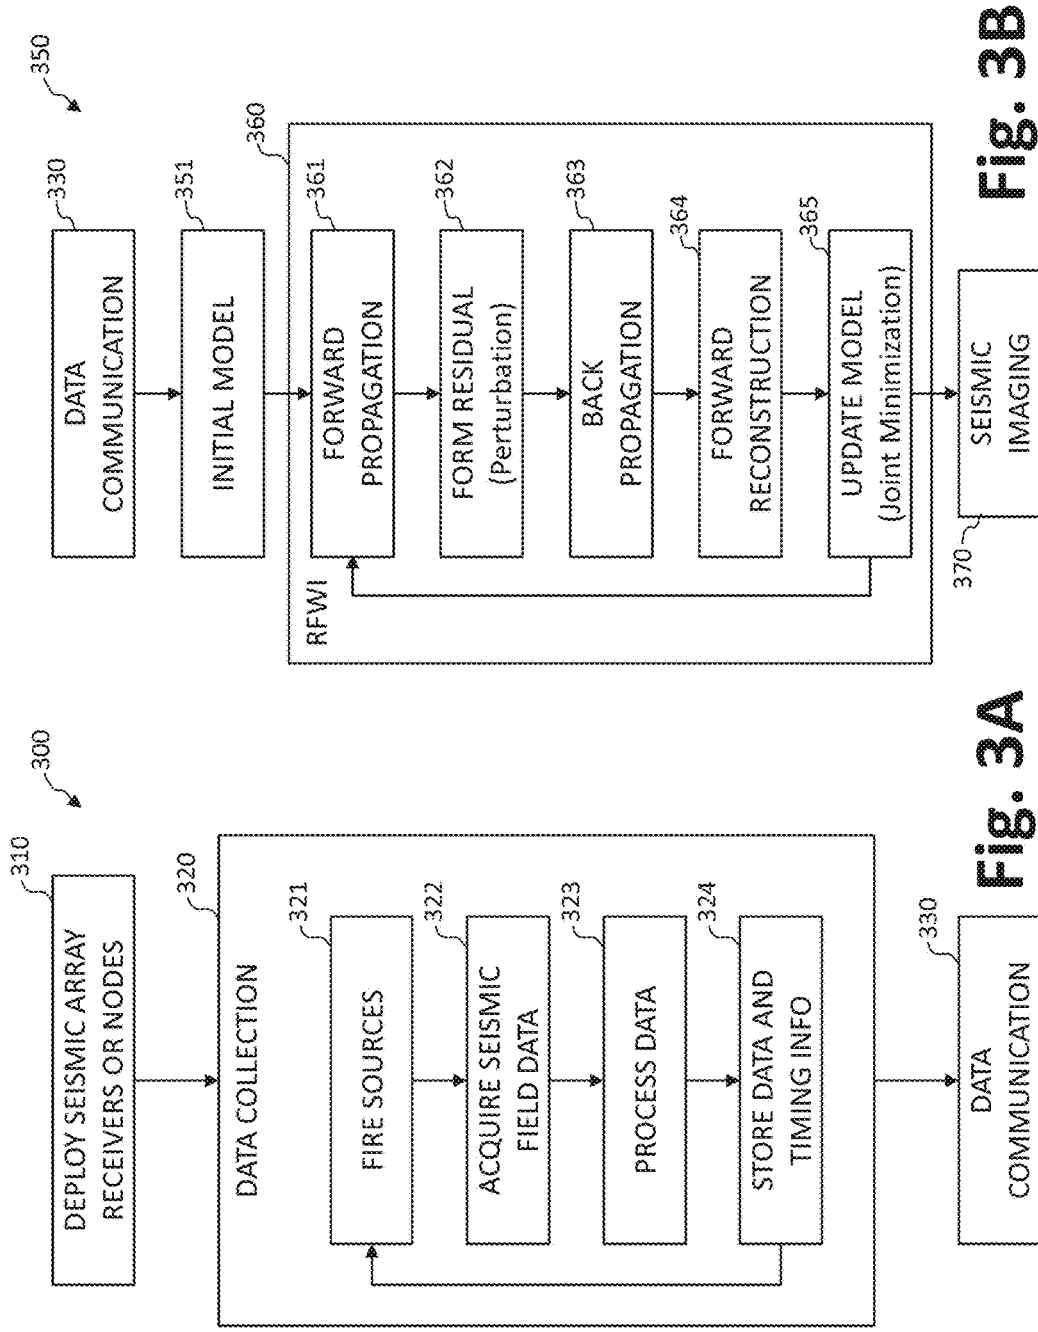 300
310
DEPLOY SEISMIC ARRAY
RECEIVERS OR NODES
320
DATA COLLECTION
321
FIRE SOURCES
322
ACQUIRE SEISMIC
FIELD DATA
323
PROCESS DATA
324
STORE DATA AND
TIMING INFO
330
DATA
COMMUNICATION
Fig. 3A
350
330
DATA
COMMUNICATION
351
INITIAL MODEL
360
RFWI
361
FORWARD
PROPAGATION
362
FORM RESIDUAL
(Perturbation)
363
BACK
PROPAGATION
364
FORWARD
RECONSTRUCTION
365
UPDATE MODEL
(Joint Minimization)
370
SEISMIC
IMAGING
Fig. 3B